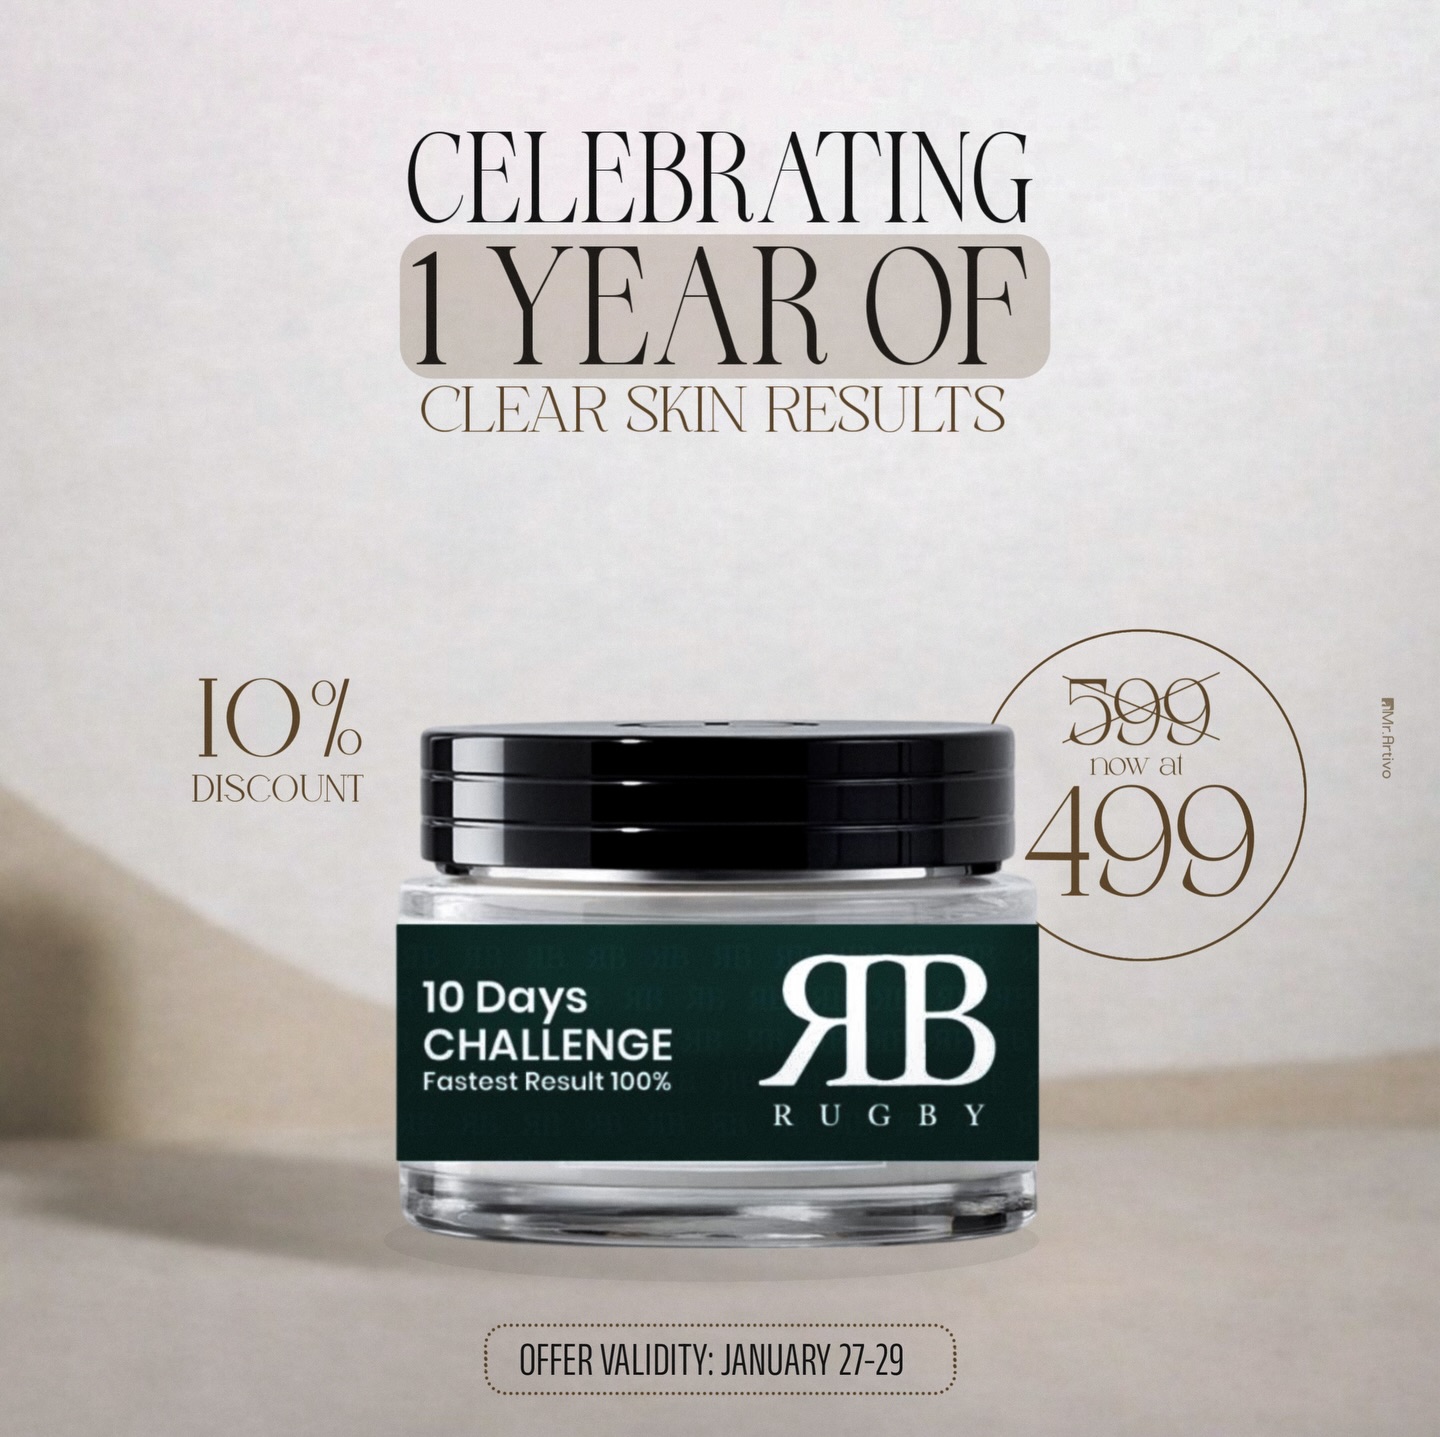 CELEBRATING
1 YEAR OF
CLEAR SKIN RESULTS
10%
DISCOUNT
599
now at
499
Mr.Artivo
10 Days
CHALLENGE
Fastest Result 100%
RB
RUGBY
OFFER VALIDITY: JANUARY 27-29